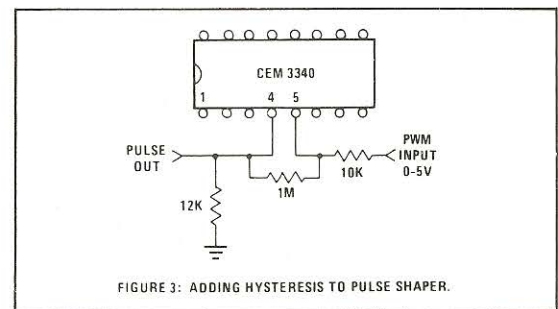 CEM 3340
1 4 5
PULSE
OUT
PWM
INPUT
0-5V
10K
1M
12K
FIGURE 3: ADDING HYSTERESIS TO PULSE SHAPER.